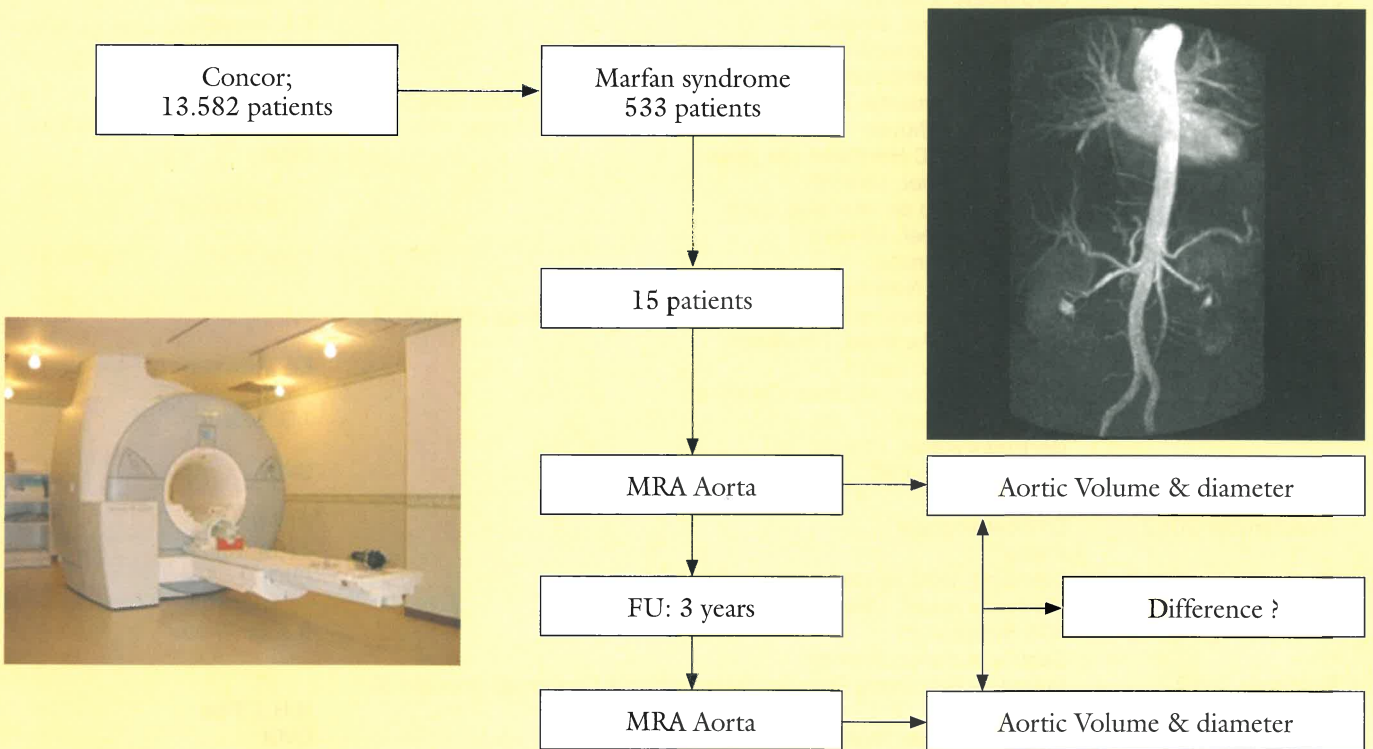 Concor;
13.582 patients
Marfan syndrome
533 patients
15 patients
MRA Aorta
Aortic Volume & diameter
FU: 3 years
Difference ?
MRA Aorta
Aortic Volume & diameter